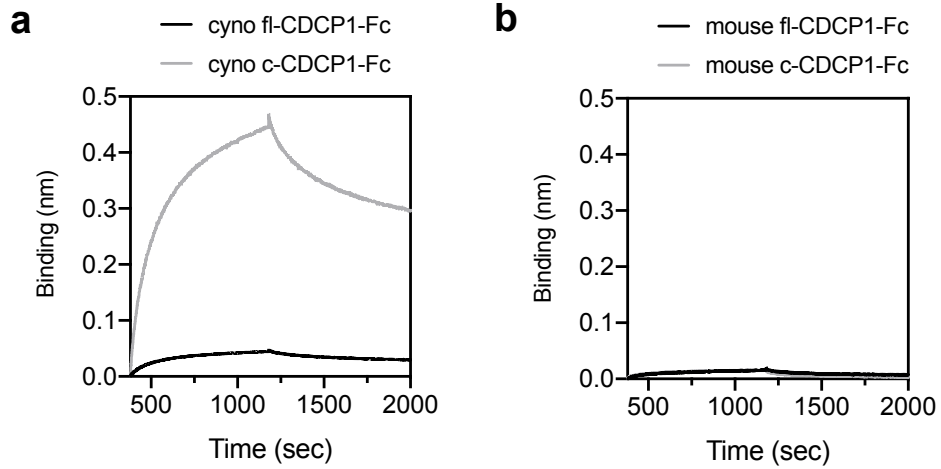 a
cyno fl-CDCP1-Fc
cyno c-CDCP1-Fc
0.5
0.4
0.3
0.2
0.1
0.0
Binding (nm)
500 1000 1500 2000
Time (sec)
b
mouse fl-CDCP1-Fc
mouse c-CDCP1-Fc
0.5
0.4
0.3
0.2
0.1
0.0
Binding (nm)
500 1000 1500 2000
Time (sec)